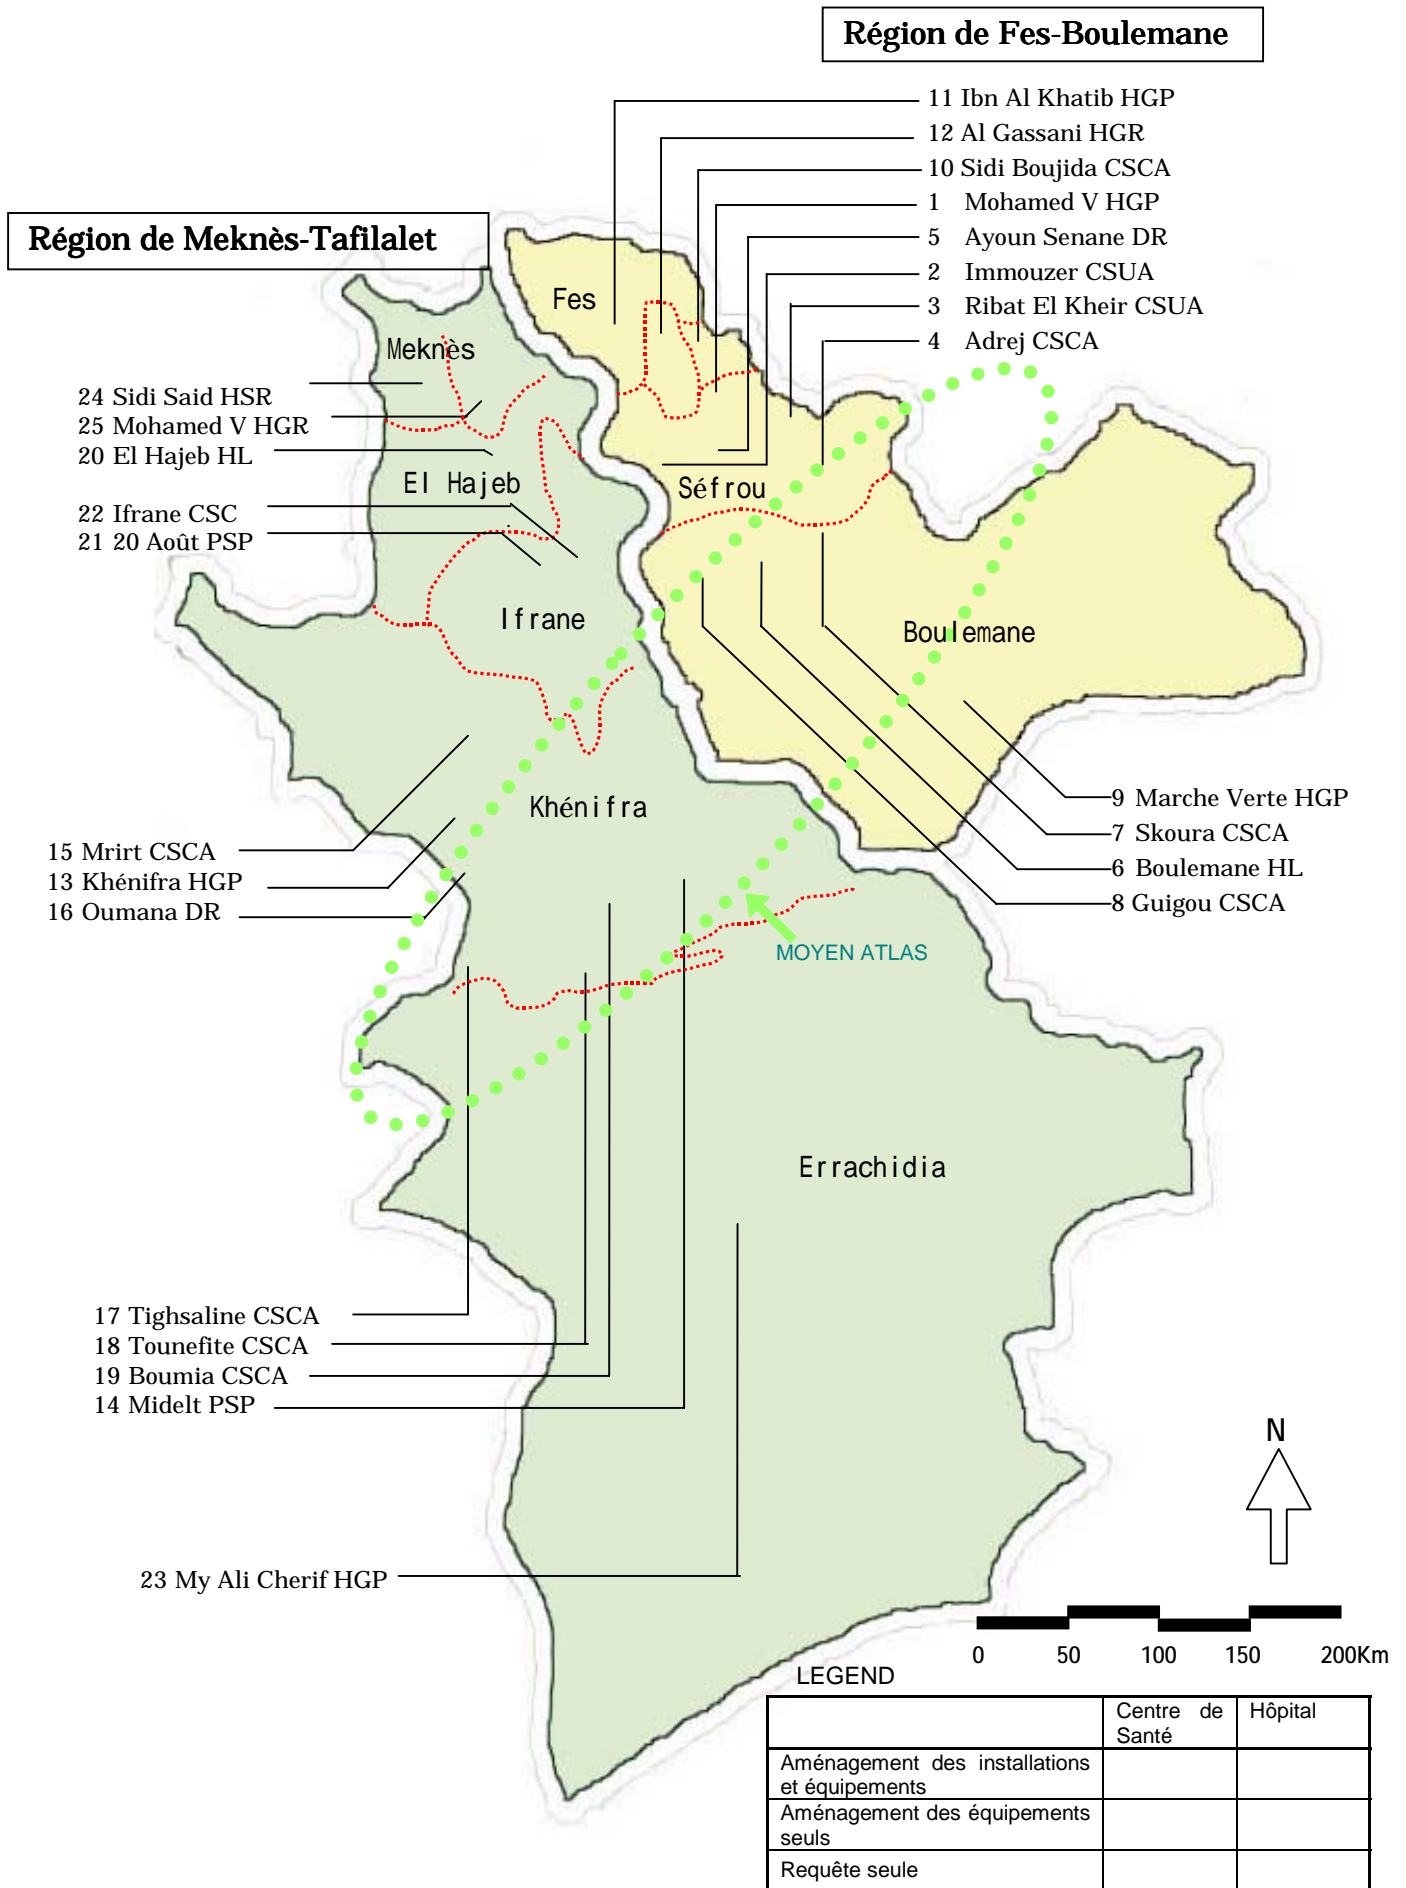 Région de Fes-Boulemane
11 Ibn Al Khatib HGP
12 Al Gassani HGR
10 Sidi Boujida CSCA
1 Mohamed V HGP
5 Ayoun Senane DR
2 Immouzer CSUA
3 Ribat El Kheir CSUA
4 Adrej CSCA
Région de Meknès-Tafilalet
Fes
Meknès
24 Sidi Said HSR
25 Mohamed V HGR
20 El Hajeb HL
El Hajeb
Séfrou
22 Ifrane CSC
21 20 Août PSP
Ifrane
Boulemane
Khénifra
9 Marche Verte HGP
7 Skoura CSCA
6 Boulemane HL
8 Guigou CSCA
15 Mrirt CSCA
13 Khénifra HGP
16 Oumana DR
MOYEN ATLAS
Errachidia
17 Tighsaline CSCA
18 Tounefite CSCA
19 Boumia CSCA
14 Midelt PSP
N
23 My Ali Cherif HGP
0 50 100 150 200Km
LEGEND
Centre de Santé
Hôpital
Aménagement des installations
et équipements
Aménagement des équipements
seuls
Requête seule